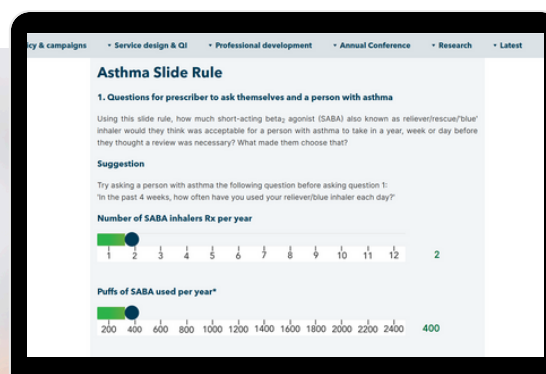 cy & campaigns ▾ Service design & QI ▾ Professional development ▾ Annual Conference ▾ Research ▾ Latest
Asthma Slide Rule
1. Questions for prescriber to ask themselves and a person with asthma
Using this slide rule, how much short-acting beta₂ agonist (SABA) also known as reliever/rescue/'blue'
inhaler would they think was acceptable for a person with asthma to take in a year, week or day before
they thought a review was necessary? What made them choose that?
Suggestion
Try asking a person with asthma the following question before asking question 1:
'In the past 4 weeks, how often have you used your reliever/blue inhaler each day?'
Number of SABA inhalers Rx per year
1 2 3 4 5 6 7 8 9 10 11 12 2
Puffs of SABA used per year*
200 400 600 800 1000 1200 1400 1600 1800 2000 2200 2400 400